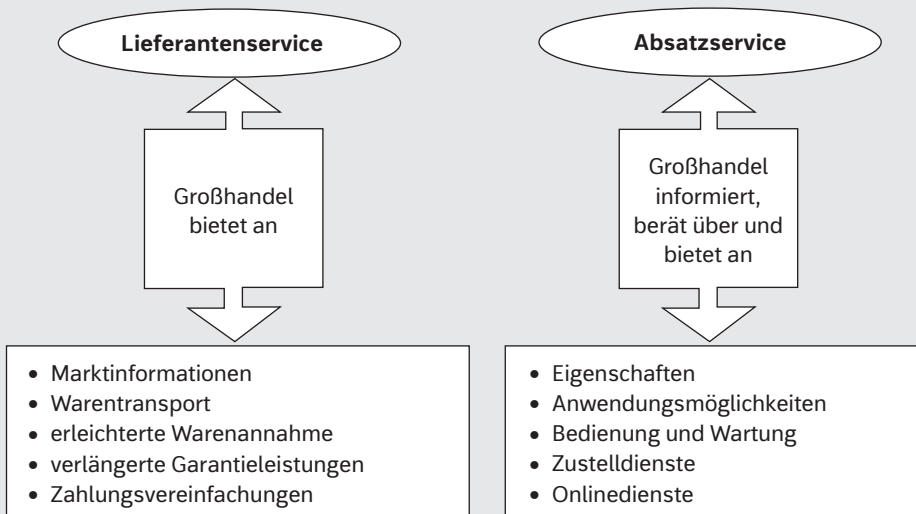 Lieferantenservice
Großhandel
bietet an
• Marktinformationen
• Warentransport
• erleichterte Warenannahme
• verlängerte Garantieleistungen
• Zahlungsvereinfachungen
Absatzservice
Großhandel
informiert,
berät über und
bietet an
• Eigenschaften
• Anwendungsmöglichkeiten
• Bedienung und Wartung
• Zustelldienste
• Onlinedienste